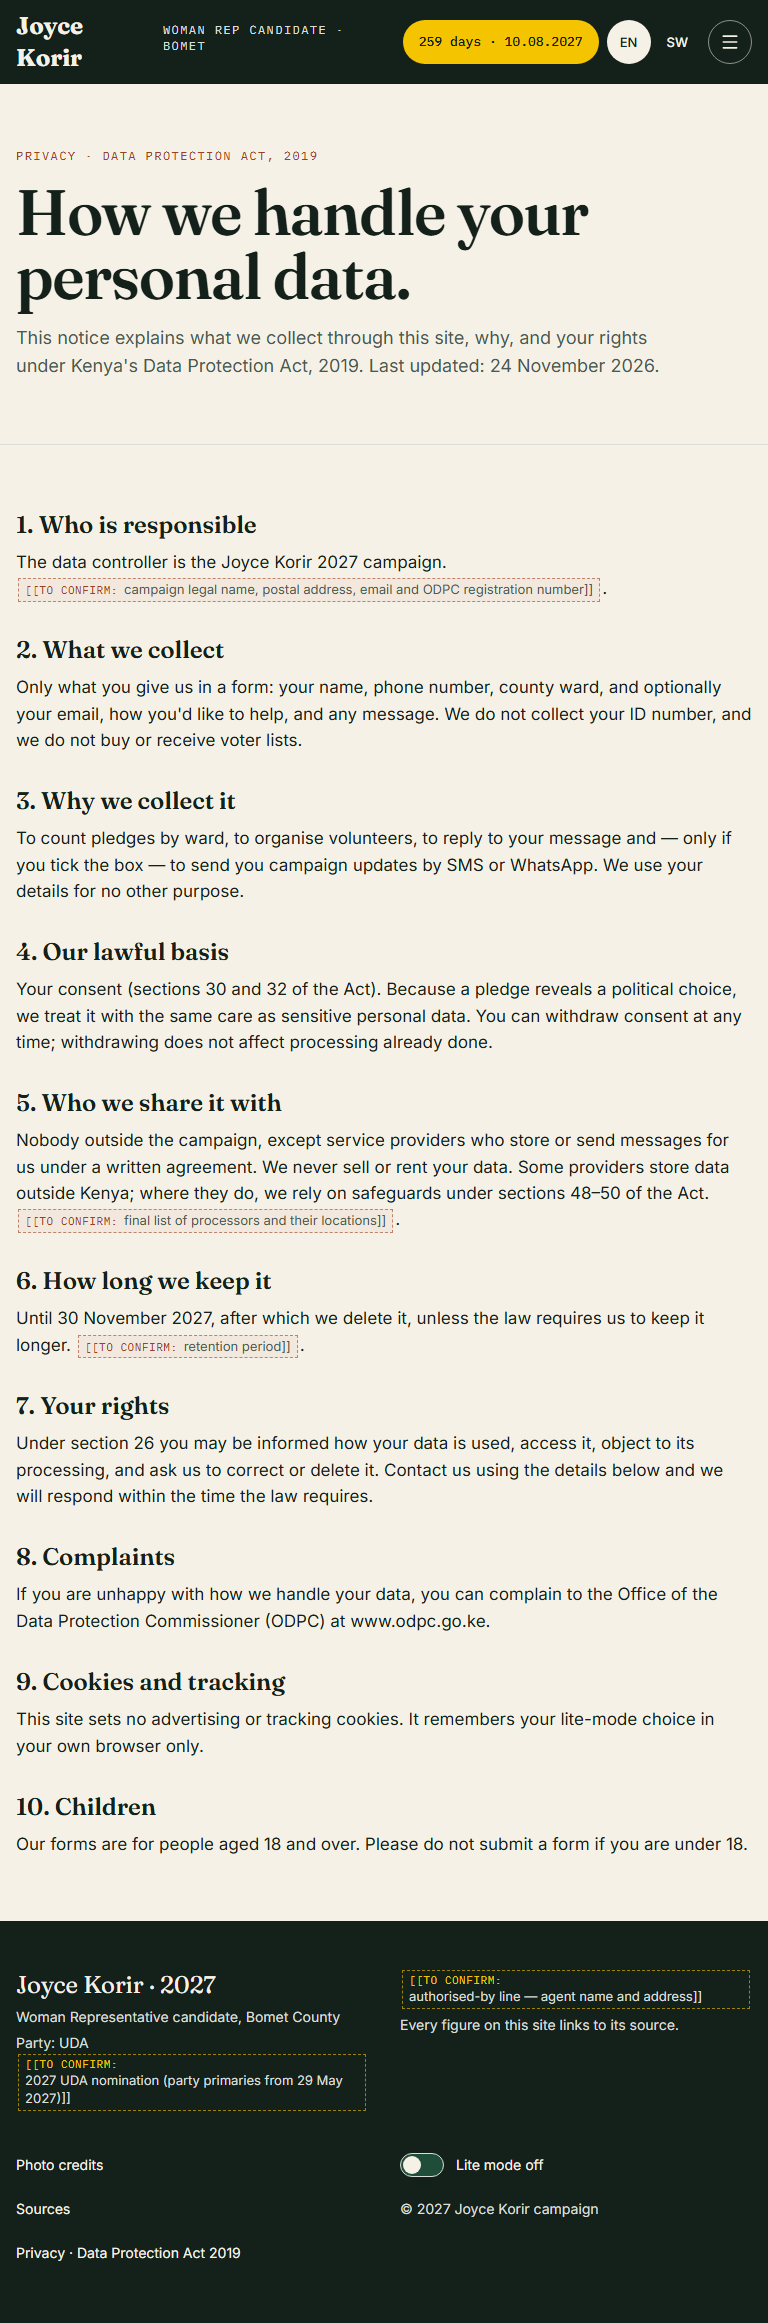 Joyce
Korir
WOMAN REP CANDIDATE ·
BOMET
259 days · 10.08.2027
EN
SW
PRIVACY · DATA PROTECTION ACT, 2019
How we handle your
personal data.
This notice explains what we collect through this site, why, and your rights
under Kenya's Data Protection Act, 2019. Last updated: 24 November 2026.
1. Who is responsible
The data controller is the Joyce Korir 2027 campaign.
[[TO CONFIRM: campaign legal name, postal address, email and ODPC registration number]].
2. What we collect
Only what you give us in a form: your name, phone number, county ward, and optionally
your email, how you'd like to help, and any message. We do not collect your ID number, and
we do not buy or receive voter lists.
3. Why we collect it
To count pledges by ward, to organise volunteers, to reply to your message and — only if
you tick the box — to send you campaign updates by SMS or WhatsApp. We use your
details for no other purpose.
4. Our lawful basis
Your consent (sections 30 and 32 of the Act). Because a pledge reveals a political choice,
we treat it with the same care as sensitive personal data. You can withdraw consent at any
time; withdrawing does not affect processing already done.
5. Who we share it with
Nobody outside the campaign, except service providers who store or send messages for
us under a written agreement. We never sell or rent your data. Some providers store data
outside Kenya; where they do, we rely on safeguards under sections 48–50 of the Act.
[[TO CONFIRM: final list of processors and their locations]].
6. How long we keep it
Until 30 November 2027, after which we delete it, unless the law requires us to keep it
longer. [[TO CONFIRM: retention period]].
7. Your rights
Under section 26 you may be informed how your data is used, access it, object to its
processing, and ask us to correct or delete it. Contact us using the details below and we
will respond within the time the law requires.
8. Complaints
If you are unhappy with how we handle your data, you can complain to the Office of the
Data Protection Commissioner (ODPC) at www.odpc.go.ke.
9. Cookies and tracking
This site sets no advertising or tracking cookies. It remembers your lite-mode choice in
your own browser only.
10. Children
Our forms are for people aged 18 and over. Please do not submit a form if you are under 18.
Joyce Korir · 2027
Woman Representative candidate, Bomet County
Party: UDA
[[TO CONFIRM:
2027 UDA nomination (party primaries from 29 May
2027)]]
[[TO CONFIRM:
authorised-by line — agent name and address]]
Every figure on this site links to its source.
Photo credits
Sources
Privacy · Data Protection Act 2019
Lite mode off
© 2027 Joyce Korir campaign